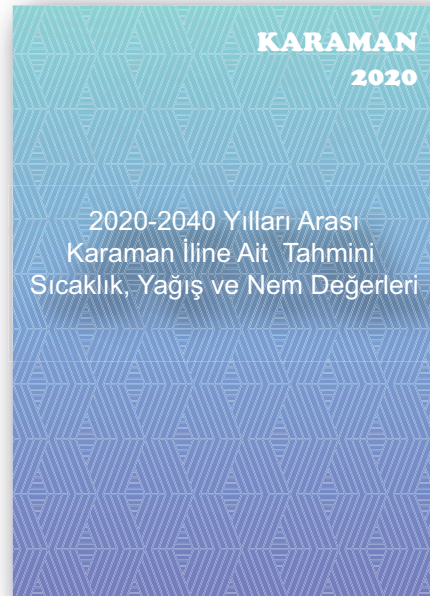 KARAMAN
2020
2020-2040 Yılları Arası
Karaman İline Ait Tahmini
Sıcaklık, Yağış ve Nem Değerleri